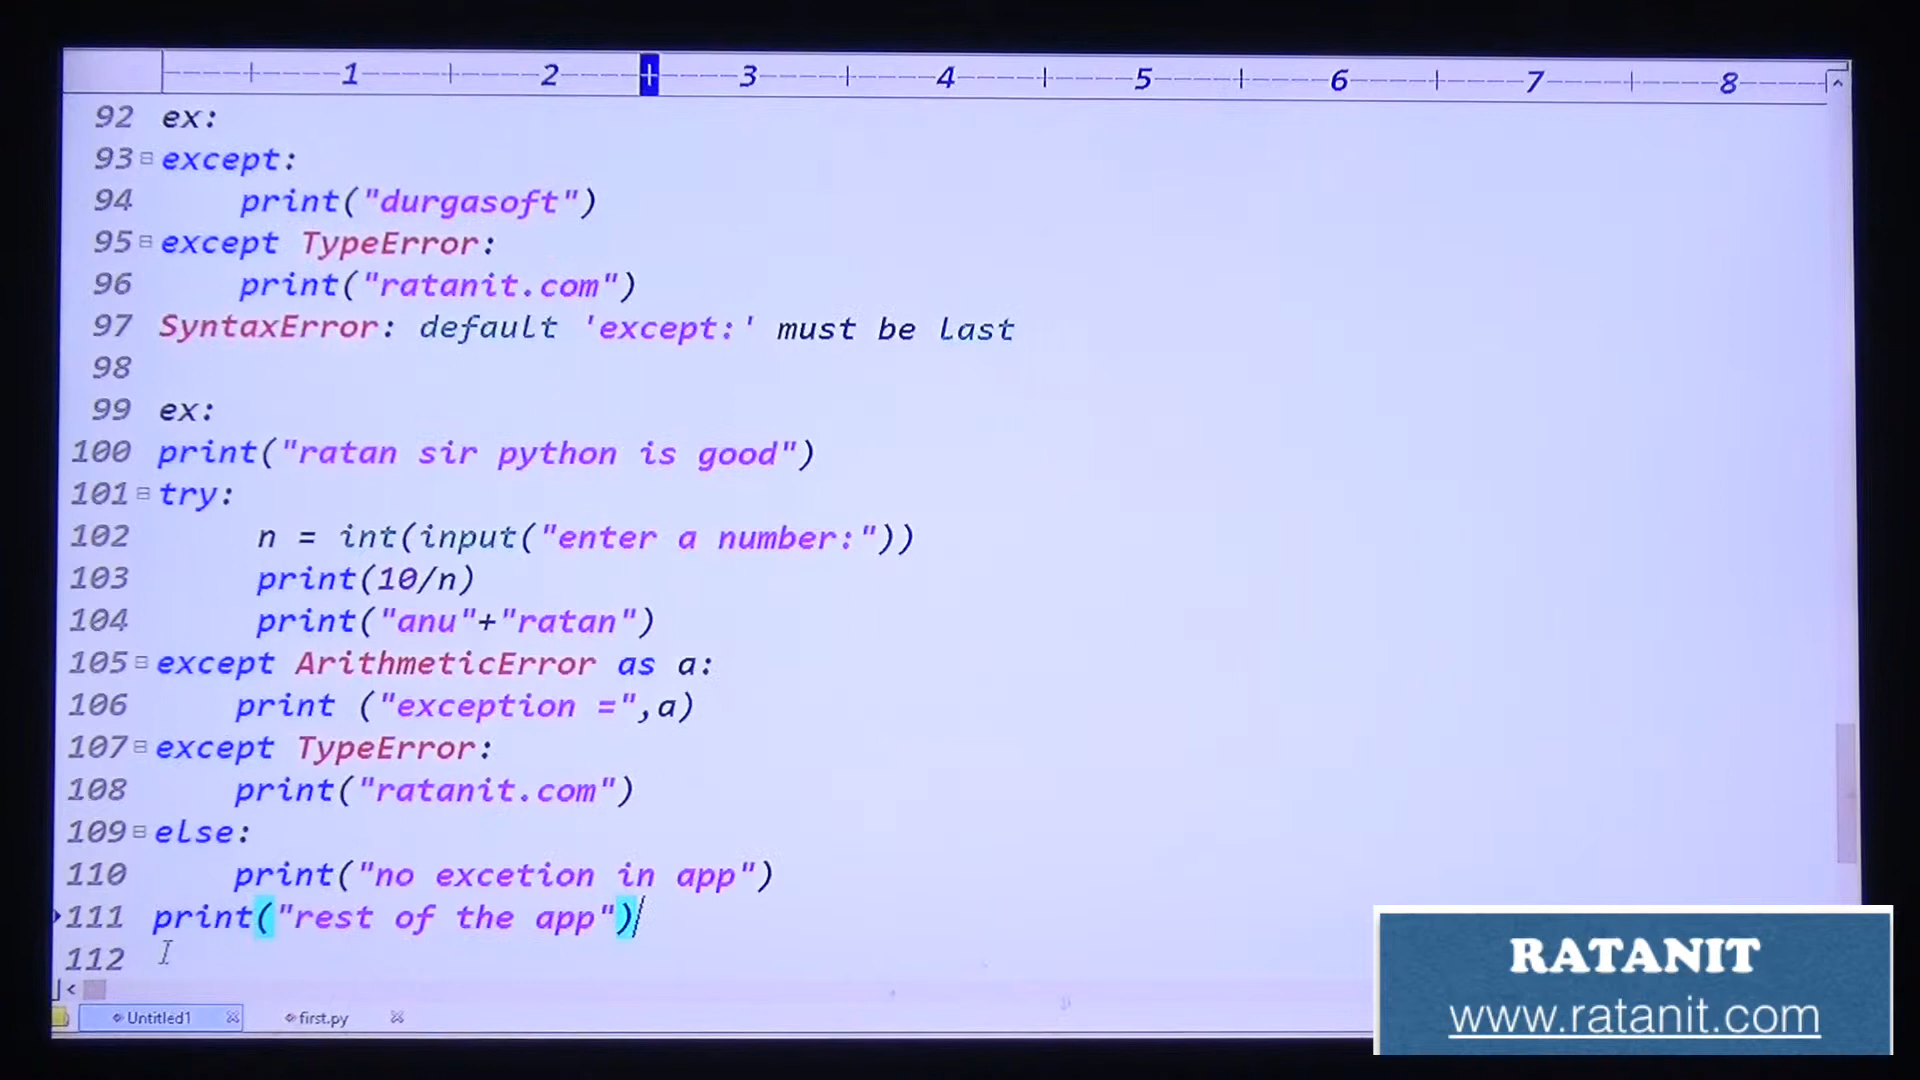 1 2 + 3 4 5 6 7 8
92 ex:
93 except:
94 print("durgasoft")
95 except TypeError:
96 print("ratanit.com")
97 SyntaxError: default 'except:' must be last
98
99 ex:
100 print("ratan sir python is good")
101 try:
102 n = int(input("enter a number:"))
103 print(10/n)
104 print("anu"+"ratan")
105 except ArithmeticError as a:
106 print ("exception =",a)
107 except TypeError:
108 print("ratanit.com")
109 else:
110 print("no excetion in app")
111 print("rest of the app")
112
Untitled1 first.py
RATANIT
www.ratanit.com